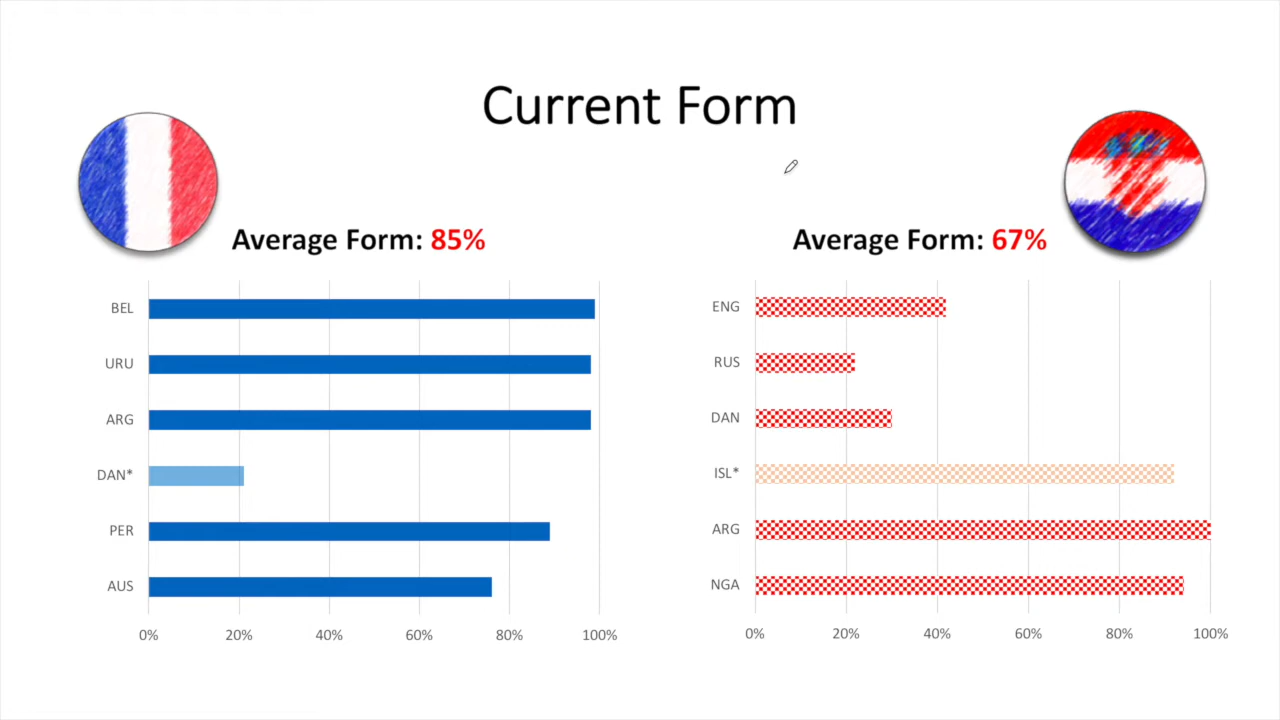 Current Form
Average Form: 85%
BEL
URU
ARG
DAN*
PER
AUS
0% 20% 40% 60% 80% 100%
Average Form: 67%
ENG
RUS
DAN
ISL*
ARG
NGA
0% 20% 40% 60% 80% 100%